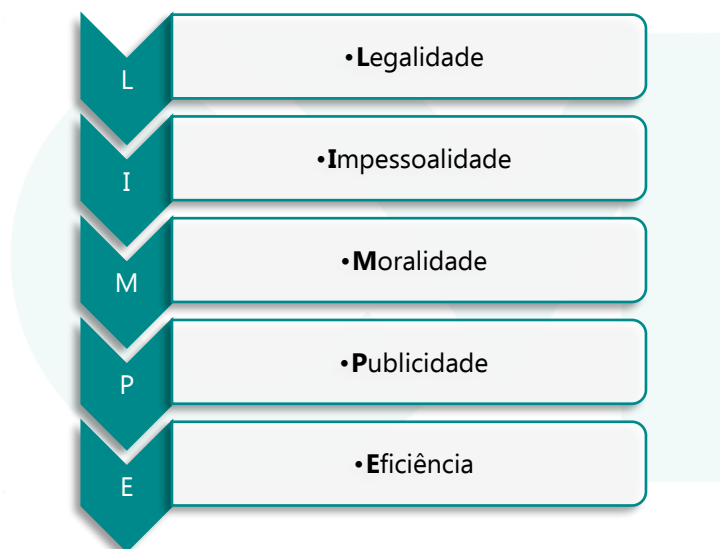 L
•Legalidade
I
•Impessoalidade
M
•Moralidade
P
•Publicidade
E
•Eficiência